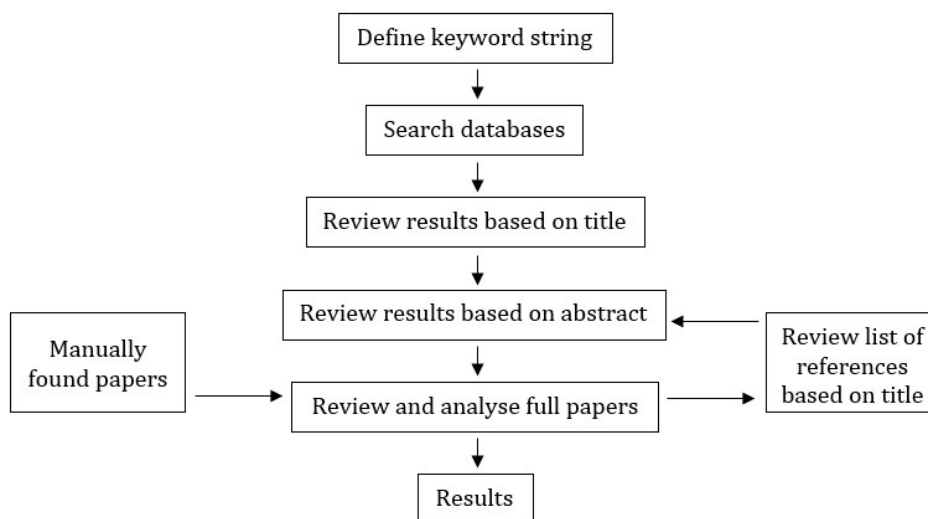 Define keyword string
Search databases
Review results based on title
Review results based on abstract
Manually
found papers
Review list of
references
based on title
Review and analyse full papers
Results